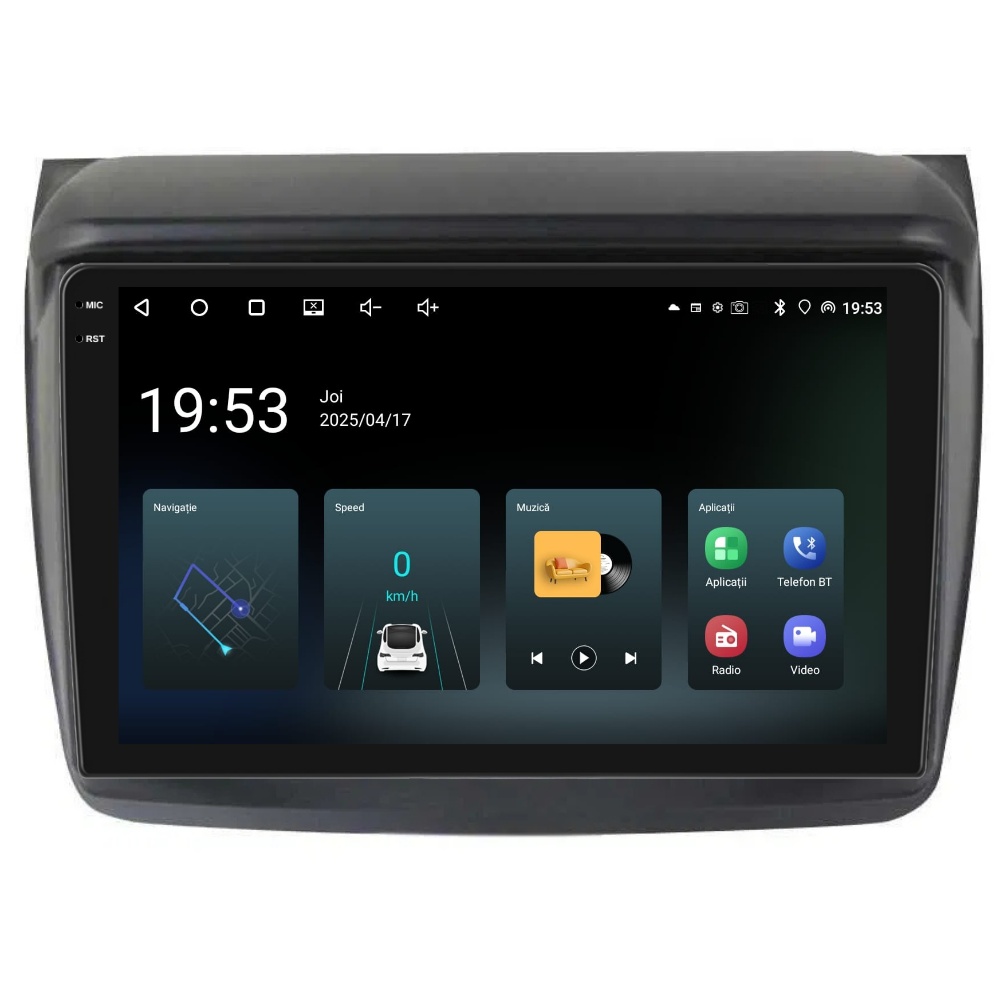 MIC
RST
19:53
19:53
Joi
2025/04/17
Navigație
Speed
0
km/h
Muzică
Aplicații
Aplicații
Telefon BT
Radio
Video